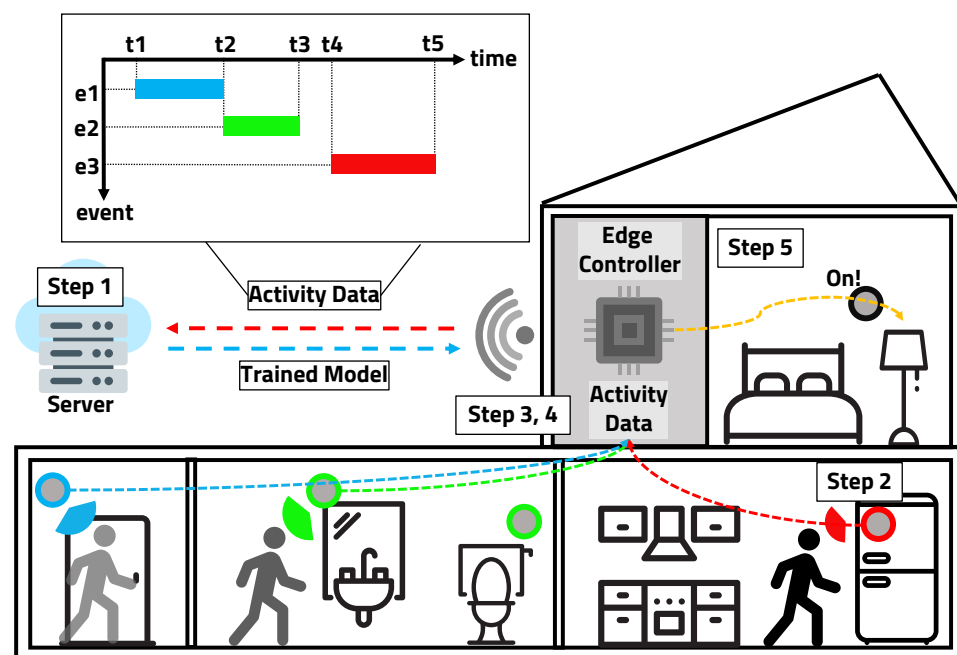 t1 t2 t3 t4 t5
time
e1
e2
e3
event
Activity Data
Step 1
Server
Trained Model
Edge
Controller
Activity
Data
Step 5
On!
Step 3, 4
Step 2